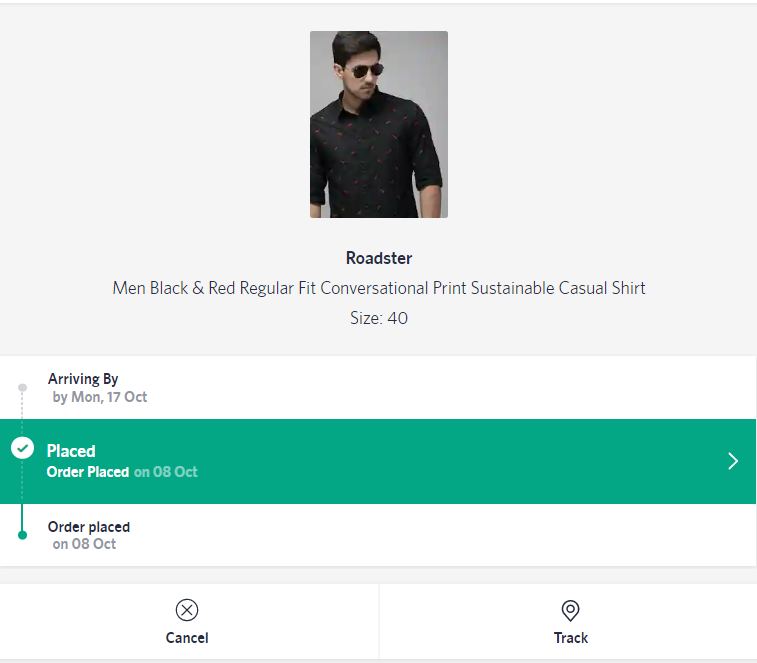 Roadster
Men Black & Red Regular Fit Conversational Print Sustainable Casual Shirt
Size: 40
Arriving By
by Mon, 17 Oct
Placed
Order Placed on 08 Oct
Order placed
on 08 Oct
Cancel
Track